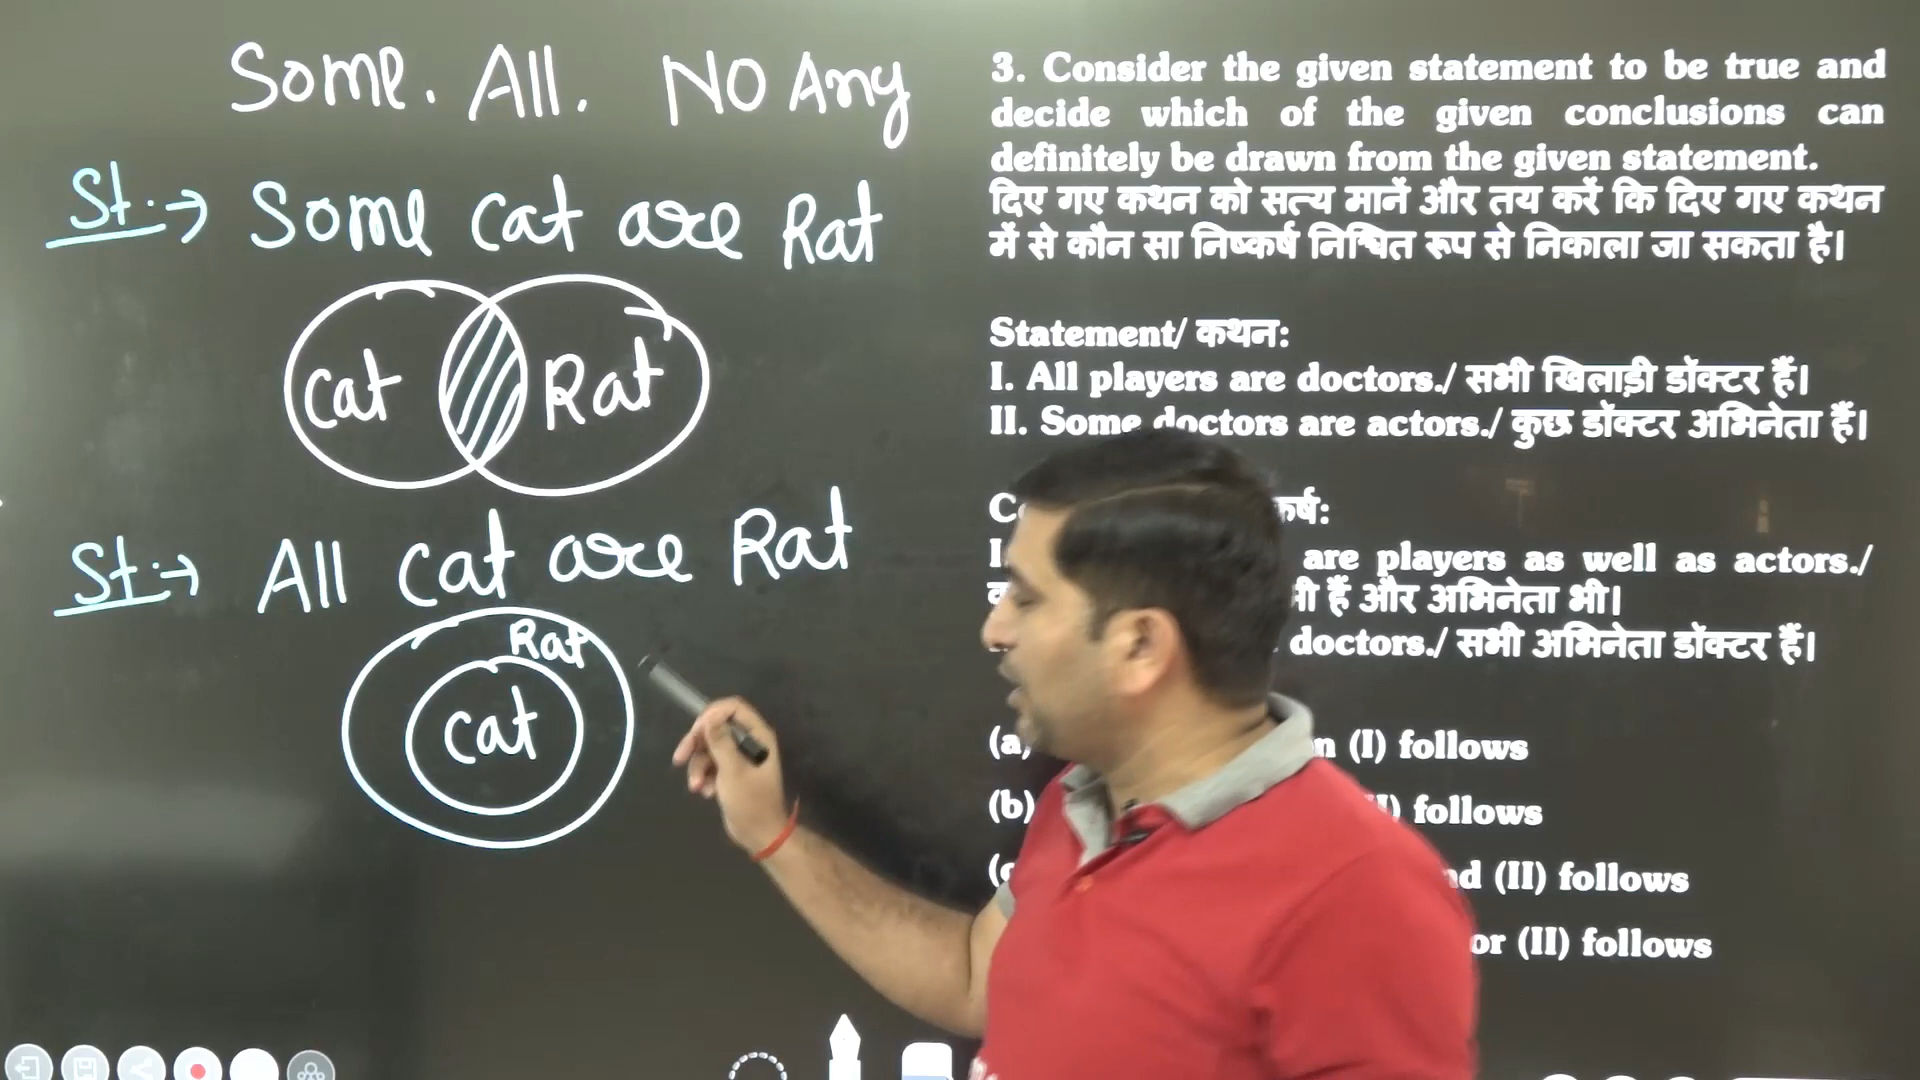 Some. All. No Any
St. → Some cat are Rat
cat Rat
St. → All cat are Rat
Rat
cat
3. Consider the given statement to be true and
decide which of the given conclusions can
definitely be drawn from the given statement.
दिए गए कथन को सत्य मानें और तय करें कि दिए गए कथन
में से कौन सा निष्कर्ष निश्चित रूप से निकाला जा सकता है।
Statement/ कथन:
I. All players are doctors./ सभी खिलाड़ी डॉक्टर हैं।
II. Some doctors are actors./ कुछ डॉक्टर अभिनेता हैं।
are players as well as actors./
हैं और अभिनेता भी।
doctors./ सभी अभिनेता डॉक्टर हैं।
(a) (I) follows
(b) follows
(II) follows
or (II) follows